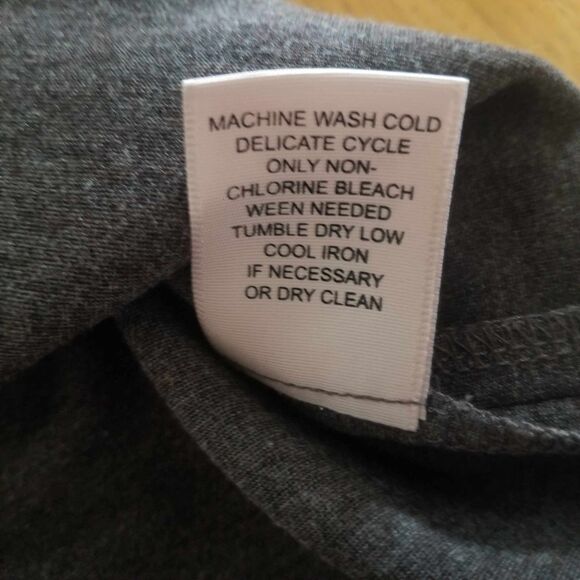 MACHINE WASH COLD
DELICATE CYCLE
ONLY NON-
CHLORINE BLEACH
WEEN NEEDED
TUMBLE DRY LOW
COOL IRON
IF NECESSARY
OR DRY CLEAN